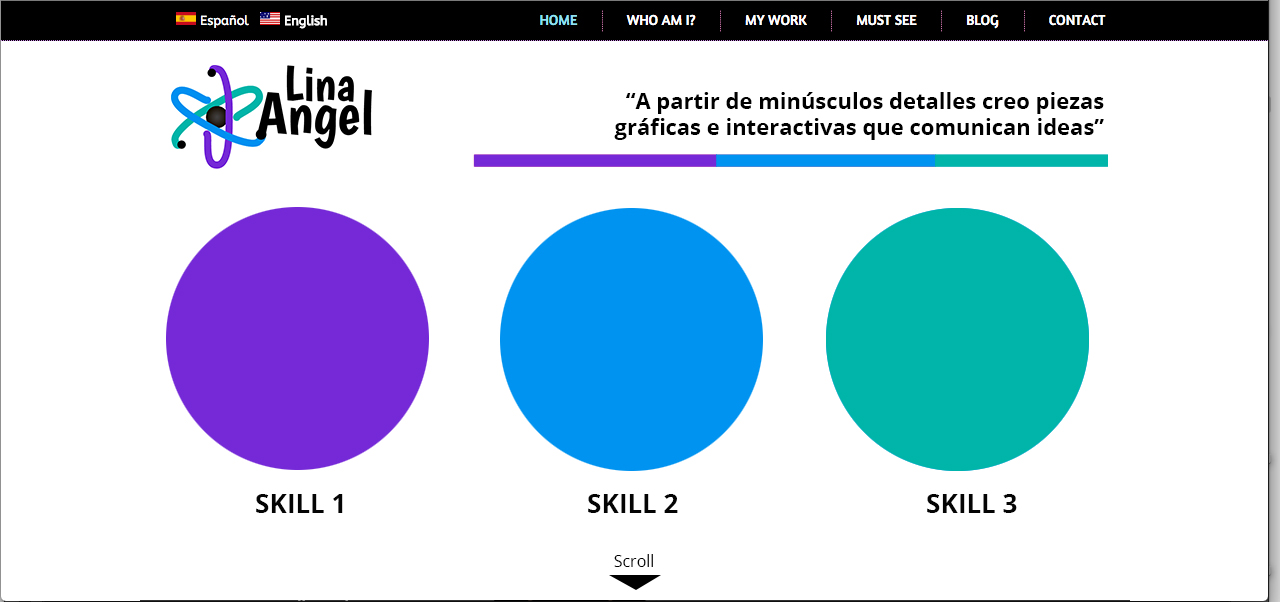 Español English HOME WHO AM I? MY WORK MUST SEE BLOG CONTACT
Lina
Angel
“A partir de minúsculos detalles creo piezas
gráficas e interactivas que comunican ideas”
SKILL 1 SKILL 2 SKILL 3
Scroll